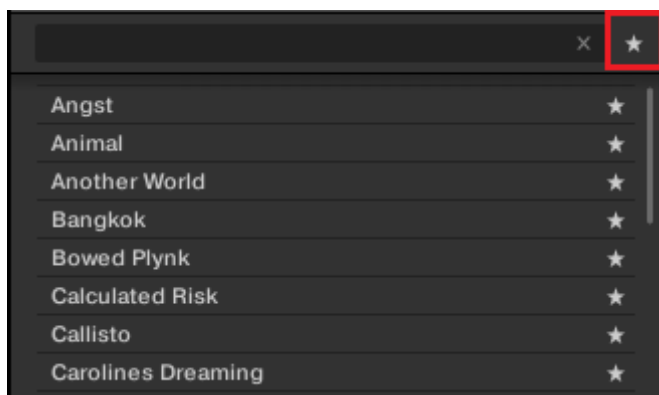 Angst
Animal
Another World
Bangkok
Bowed Plynk
Calculated Risk
Callisto
Carolines Dreaming